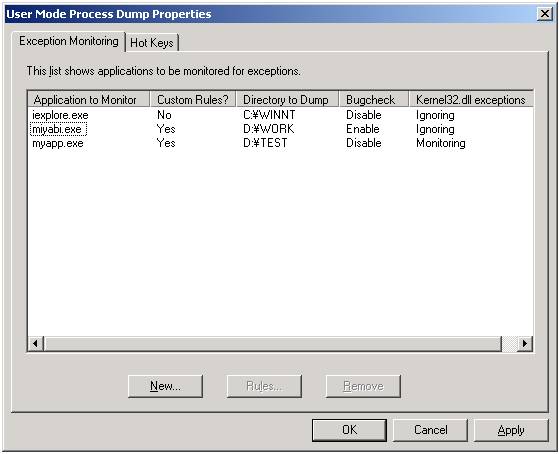 User Mode Process Dump Properties
Exception Monitoring Hot Keys
This list shows applications to be monitored for exceptions.
Application to Monitor Custom Rules? Directory to Dump Bugcheck Kernel32.dll exceptions
iexplore.exe No C:¥WINNT Disable Ignoring
miyabi.exe Yes D:¥WORK Enable Ignoring
myapp.exe Yes D:¥TEST Disable Monitoring
New... Rules... Remove
OK Cancel Apply